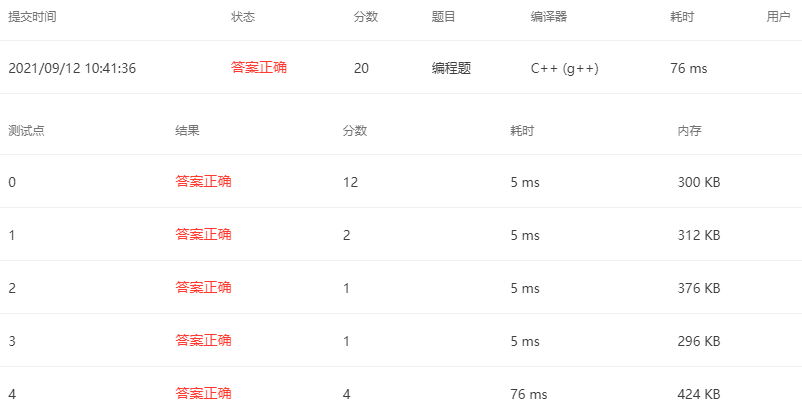 提交时间 状态 分数 题目 编译器 耗时 用户
2021/09/12 10:41:36 答案正确 20 编程题 C++ (g++) 76 ms
测试点 结果 分数 耗时 内存
0 答案正确 12 5 ms 300 KB
1 答案正确 2 5 ms 312 KB
2 答案正确 1 5 ms 376 KB
3 答案正确 1 5 ms 296 KB
4 答案正确 4 76 ms 424 KB